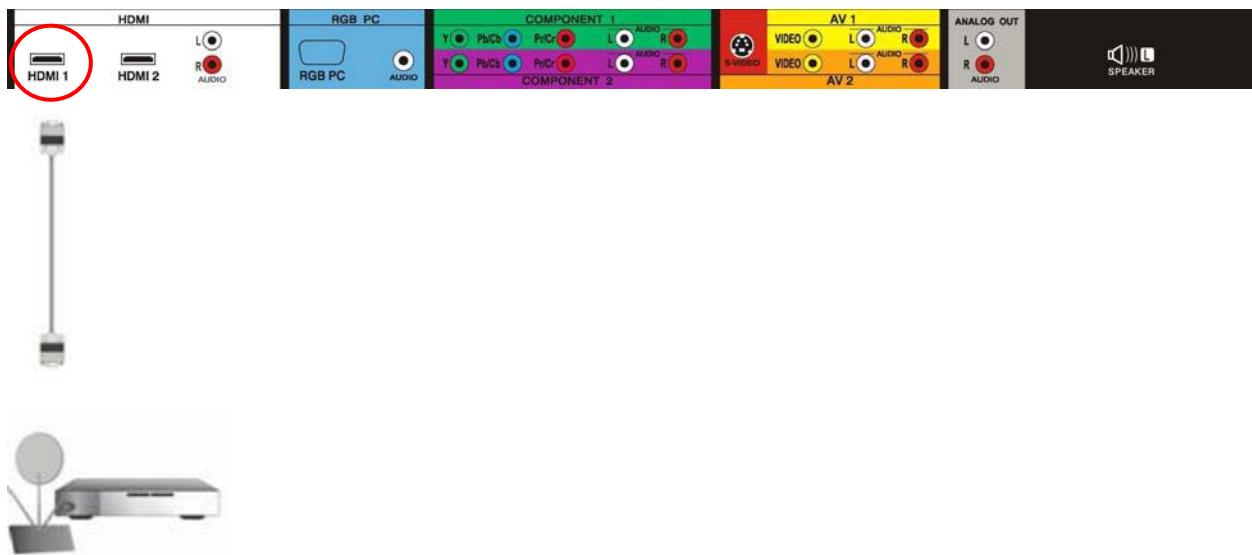 HDMI
HDMI 1
HDMI 2
L
R
AUDIO
RGB PC
RGB PC
AUDIO
COMPONENT 1
Y Pb/Cb Pr/Cr L AUDIO R
Y Pb/Cb Pr/Cr L AUDIO R
COMPONENT 2
S-VIDEO
AV 1
VIDEO L AUDIO R
VIDEO L AUDIO R
AV 2
ANALOG OUT
L
R
AUDIO
L
SPEAKER